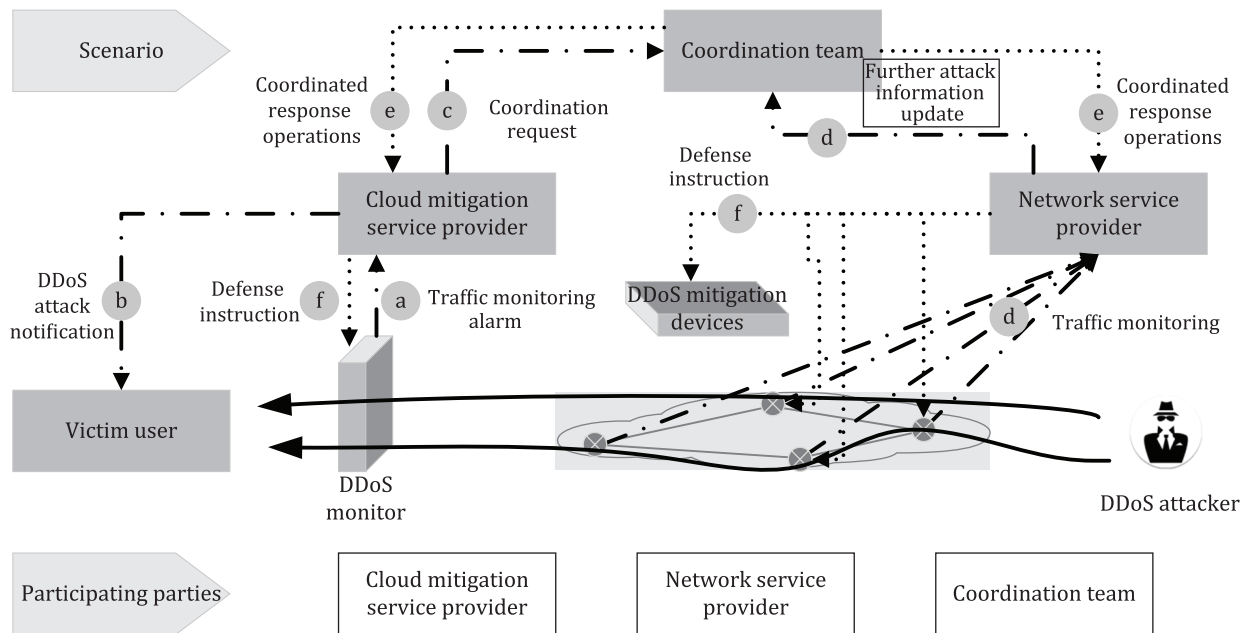 Scenario
Coordination team
Further attack
information
update
Coordinated
response
operations
e
c
Coordination
request
d
e
Coordinated
response
operations
Defense
instruction
f
Cloud mitigation
service provider
Network service
provider
DDoS
attack
notification
b
Defense
instruction
f
a
Traffic monitoring
alarm
DDoS mitigation
devices
d
Traffic monitoring
Victim user
DDoS
monitor
DDoS attacker
Participating parties
Cloud mitigation
service provider
Network service
provider
Coordination team